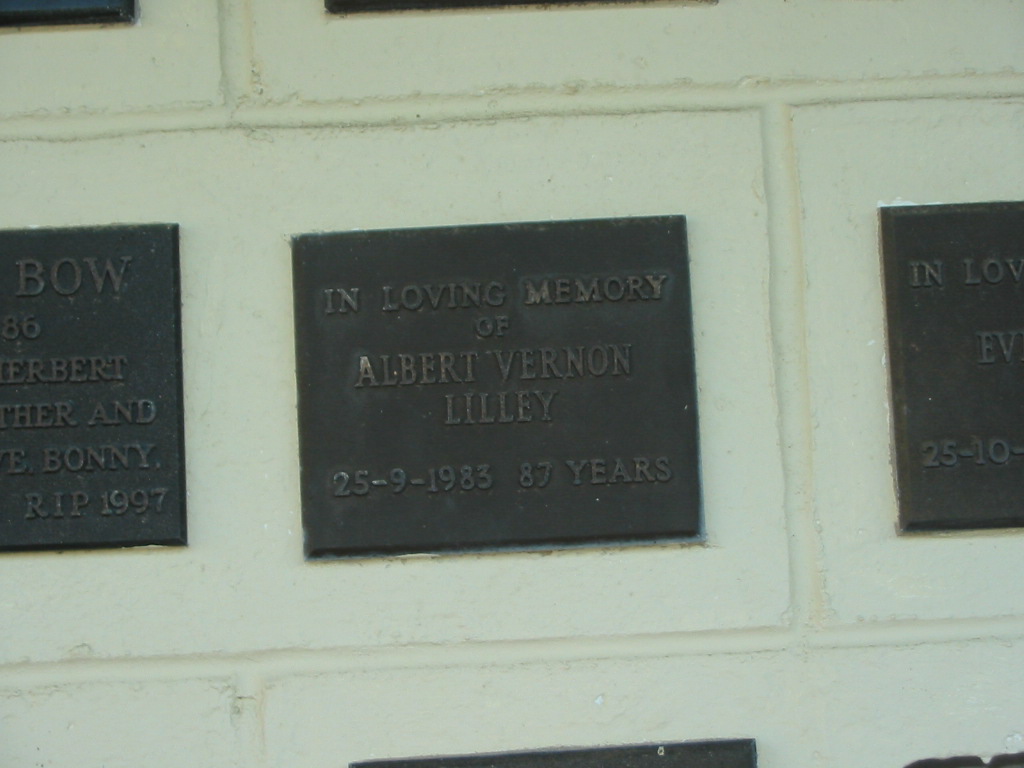 BOW
86
HERBERT
THER AND
VE, BONNY.
RIP 1997
IN LOVING MEMORY
OF
ALBERT VERNON
LILLEY
25-9-1983 87 YEARS
IN LOV
EV
25-10-